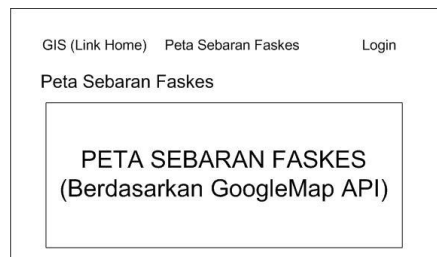 GIS (Link Home) Peta Sebaran Faskes Login
Peta Sebaran Faskes
PETA SEBARAN FASKES
(Berdasarkan GoogleMap API)